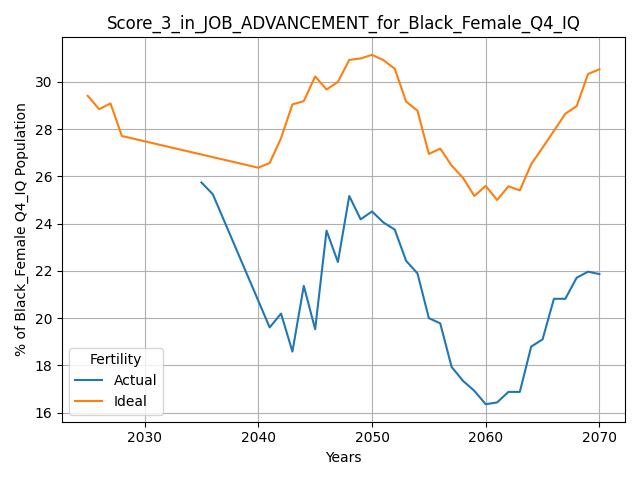 Score_3_in_JOB_ADVANCEMENT_for_Black_Female_Q4_IQ
% of Black_Female Q4_IQ Population
30
28
26
24
22
20
18
16
Fertility
Actual
Ideal
2030 2040 2050 2060 2070
Years